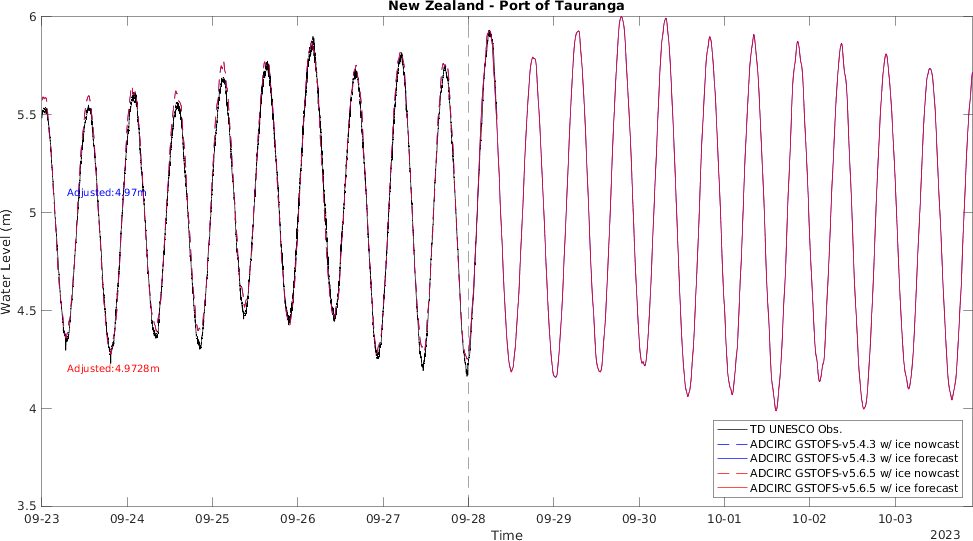 New Zealand - Port of Tauranga
6
5.5
5
4.5
4
3.5
Water Level (m)
Adjusted:4.97m
Adjusted:4.9728m
TD UNESCO Obs.
ADCIRC GSTOFS-v5.4.3 w/ ice nowcast
ADCIRC GSTOFS-v5.4.3 w/ ice forecast
ADCIRC GSTOFS-v5.6.5 w/ ice nowcast
ADCIRC GSTOFS-v5.6.5 w/ ice forecast
09-23 09-24 09-25 09-26 09-27 09-28 09-29 09-30 10-01 10-02 10-03
Time
2023